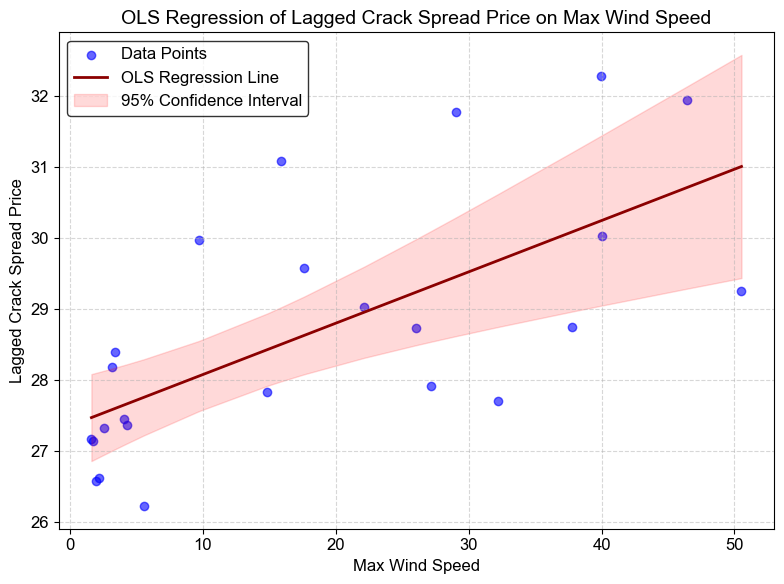 OLS Regression of Lagged Crack Spread Price on Max Wind Speed
Data Points
OLS Regression Line
95% Confidence Interval
Lagged Crack Spread Price
32
31
30
29
28
27
26
0 10 20 30 40 50
Max Wind Speed